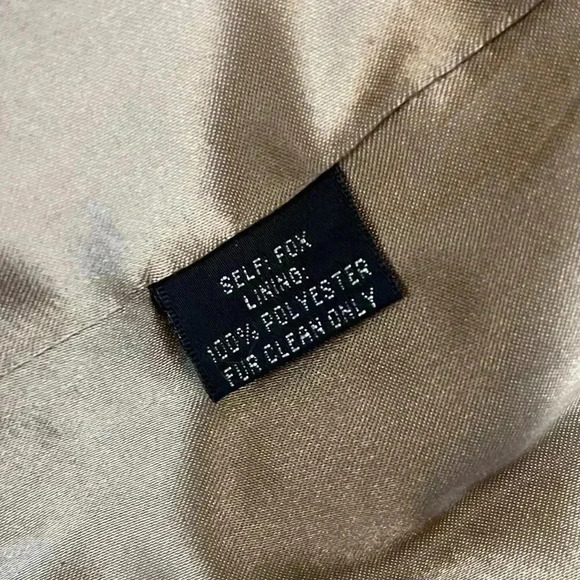 SELF: FOX
LINING:
100% POLYESTER
FUR CLEAN ONLY